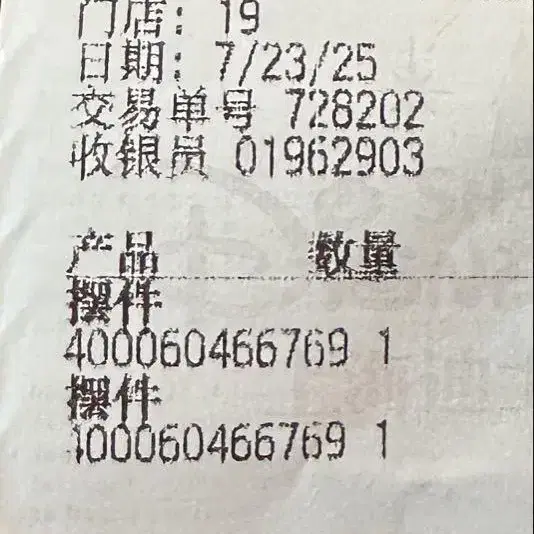 门店: 19
日期: 7/23/25
交易单号 728202
收银员 01962903
产品 数量
摆件
400060466769 1
摆件
400060466769 1